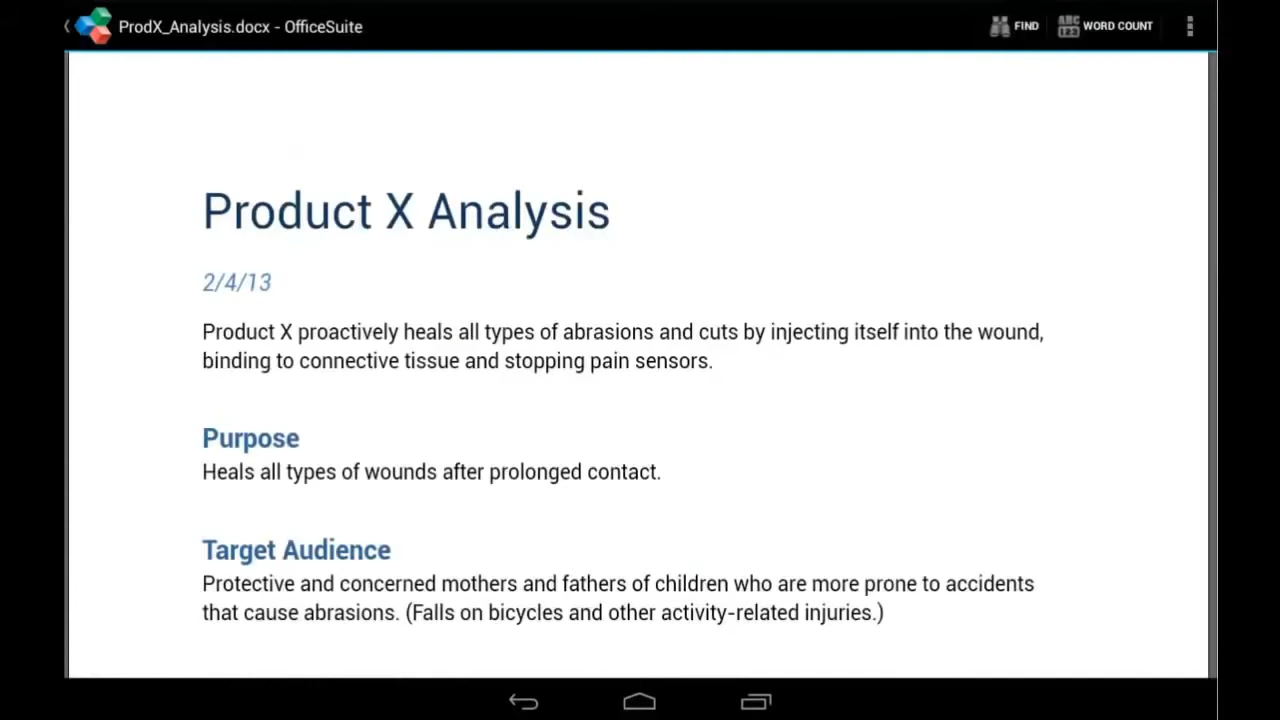 ProdX_Analysis.docx - OfficeSuite
FIND
ABC
123
WORD COUNT
Product X Analysis
2/4/13
Product X proactively heals all types of abrasions and cuts by injecting itself into the wound,
binding to connective tissue and stopping pain sensors.
Purpose
Heals all types of wounds after prolonged contact.
Target Audience
Protective and concerned mothers and fathers of children who are more prone to accidents
that cause abrasions. (Falls on bicycles and other activity-related injuries.)